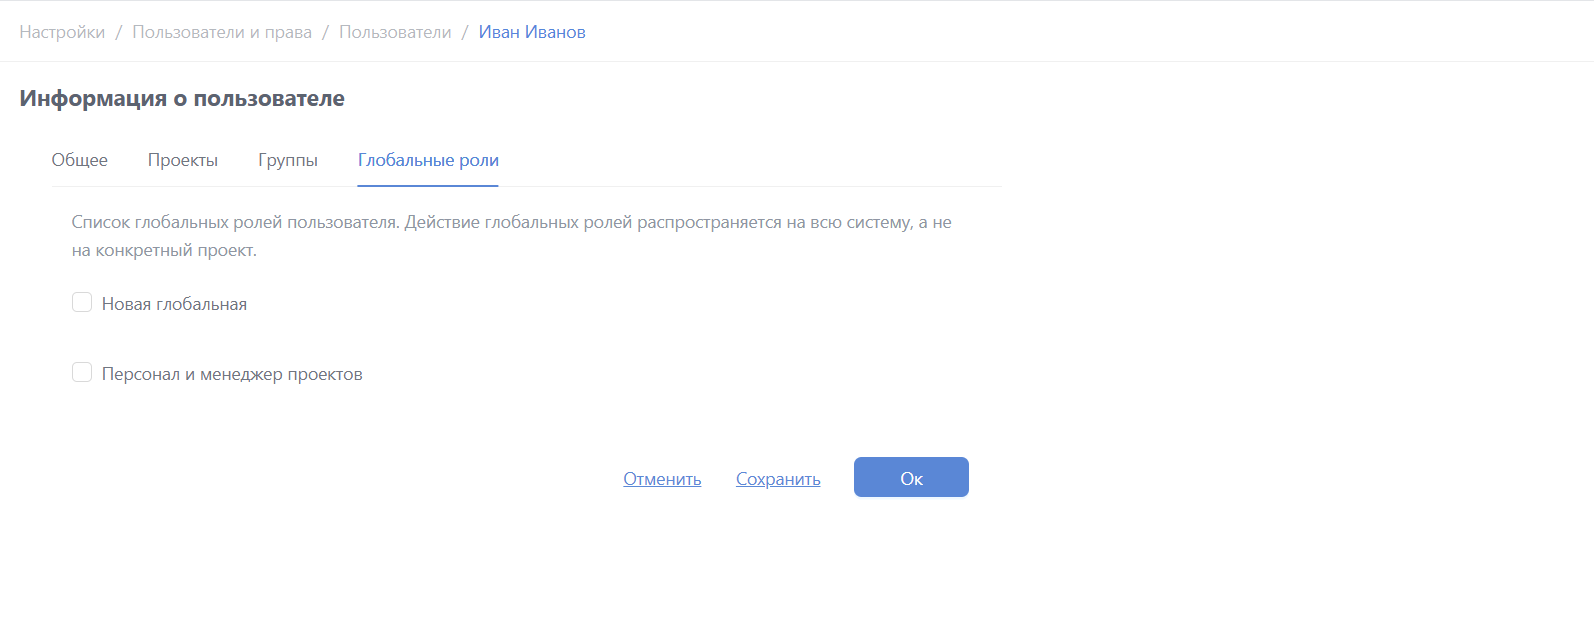 Настройки / Пользователи и права / Пользователи / Иван Иванов
Информация о пользователе
Общее Проекты Группы Глобальные роли
Список глобальных ролей пользователя. Действие глобальных ролей распространяется на всю систему, а не
на конкретный проект.
Новая глобальная
Персонал и менеджер проектов
Отменить Сохранить Ок